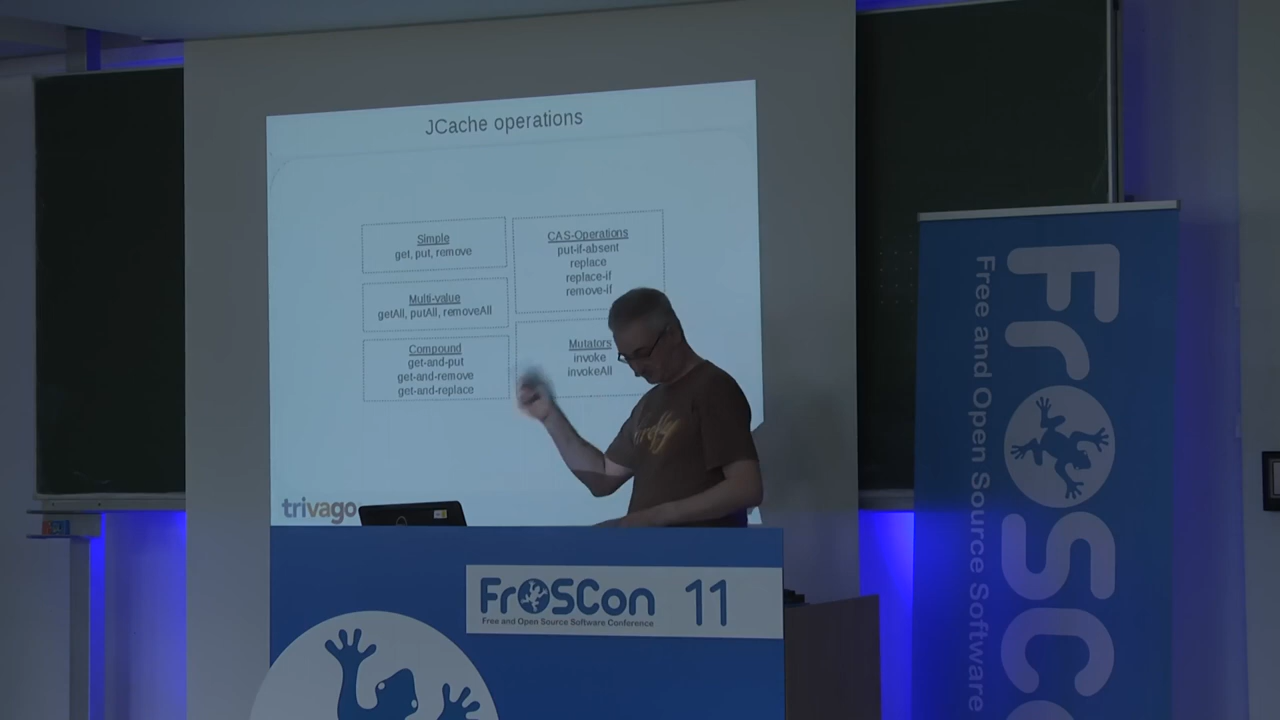 JCache operations
Simple
get, put, remove
Multi-value
getAll, putAll, removeAll
Compound
get-and-put
get-and-remove
get-and-replace
CAS-Operations
put-if-absent
replace
replace-if
remove-if
Mutators
invoke
invokeAll
trivago
firefly
FrOSCon 11
Free and Open Source Software Conference
FrOSCo
Free and Open Source Software